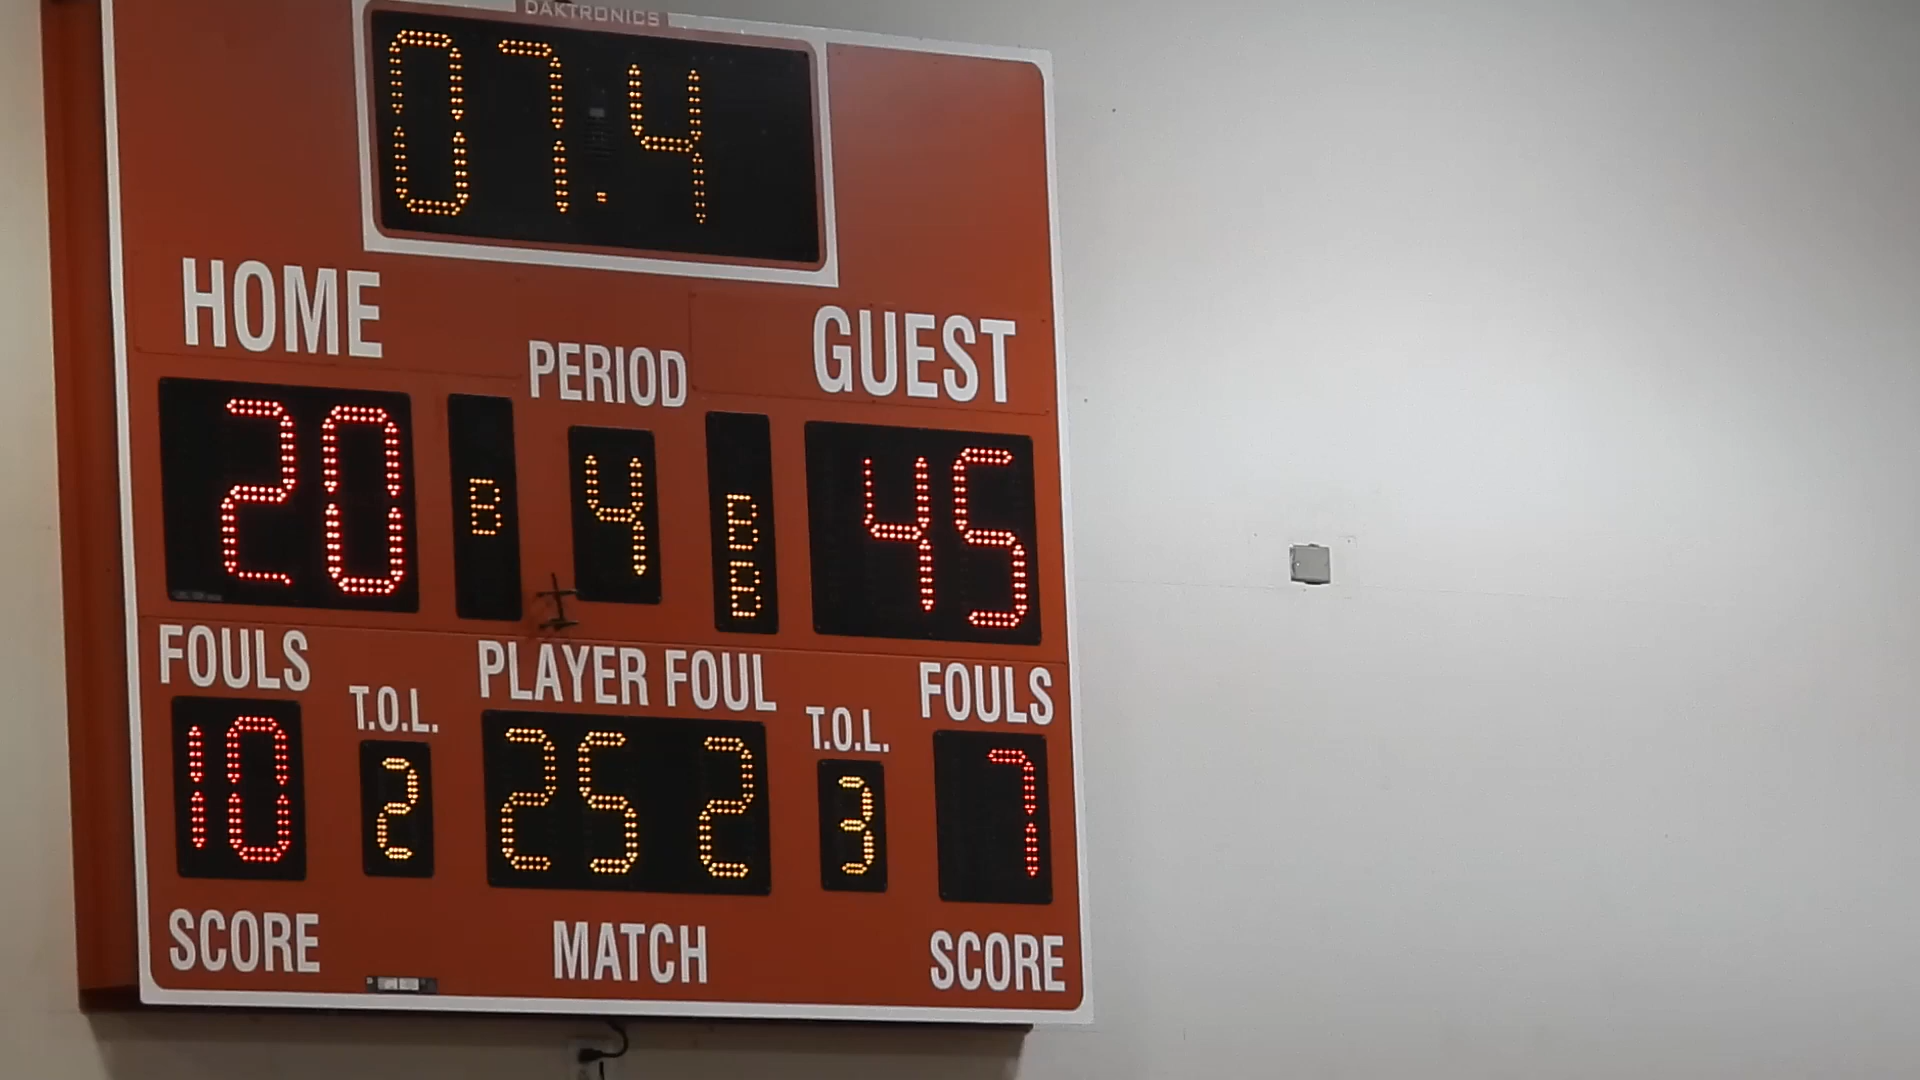 DAKTRONICS
07.4
HOME
PERIOD
GUEST
20
B
4
B
B
45
FOULS
PLAYER FOUL
FOULS
T.O.L.
T.O.L.
10
2
25 2
3
7
SCORE
MATCH
SCORE